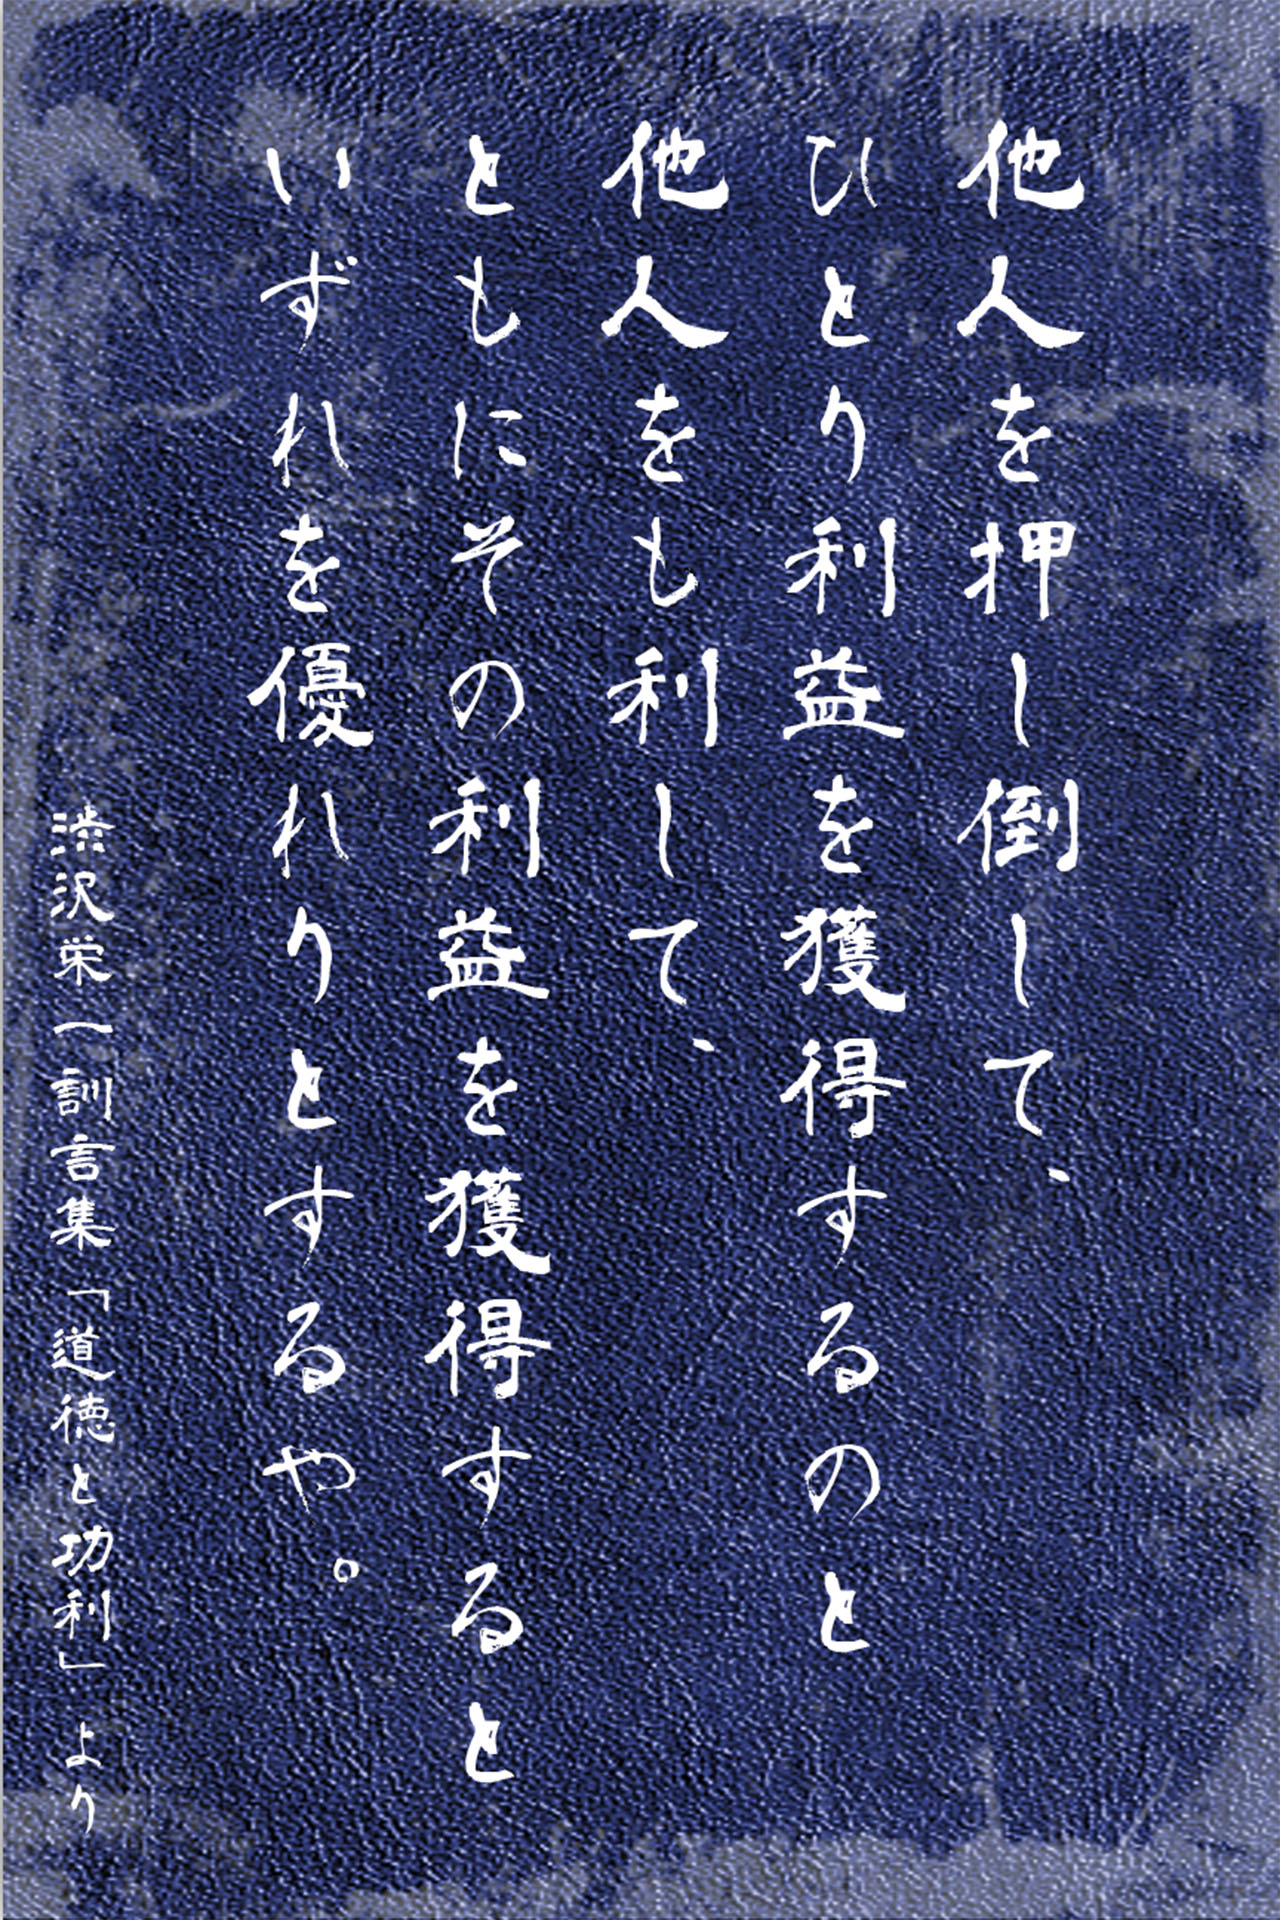 他人を押し倒して、
ひとり利益を獲得するのと
他人をも利して、
ともにその利益を獲得すると
いずれを優れりとするや。
渋沢栄一訓言集「道徳と功利」より